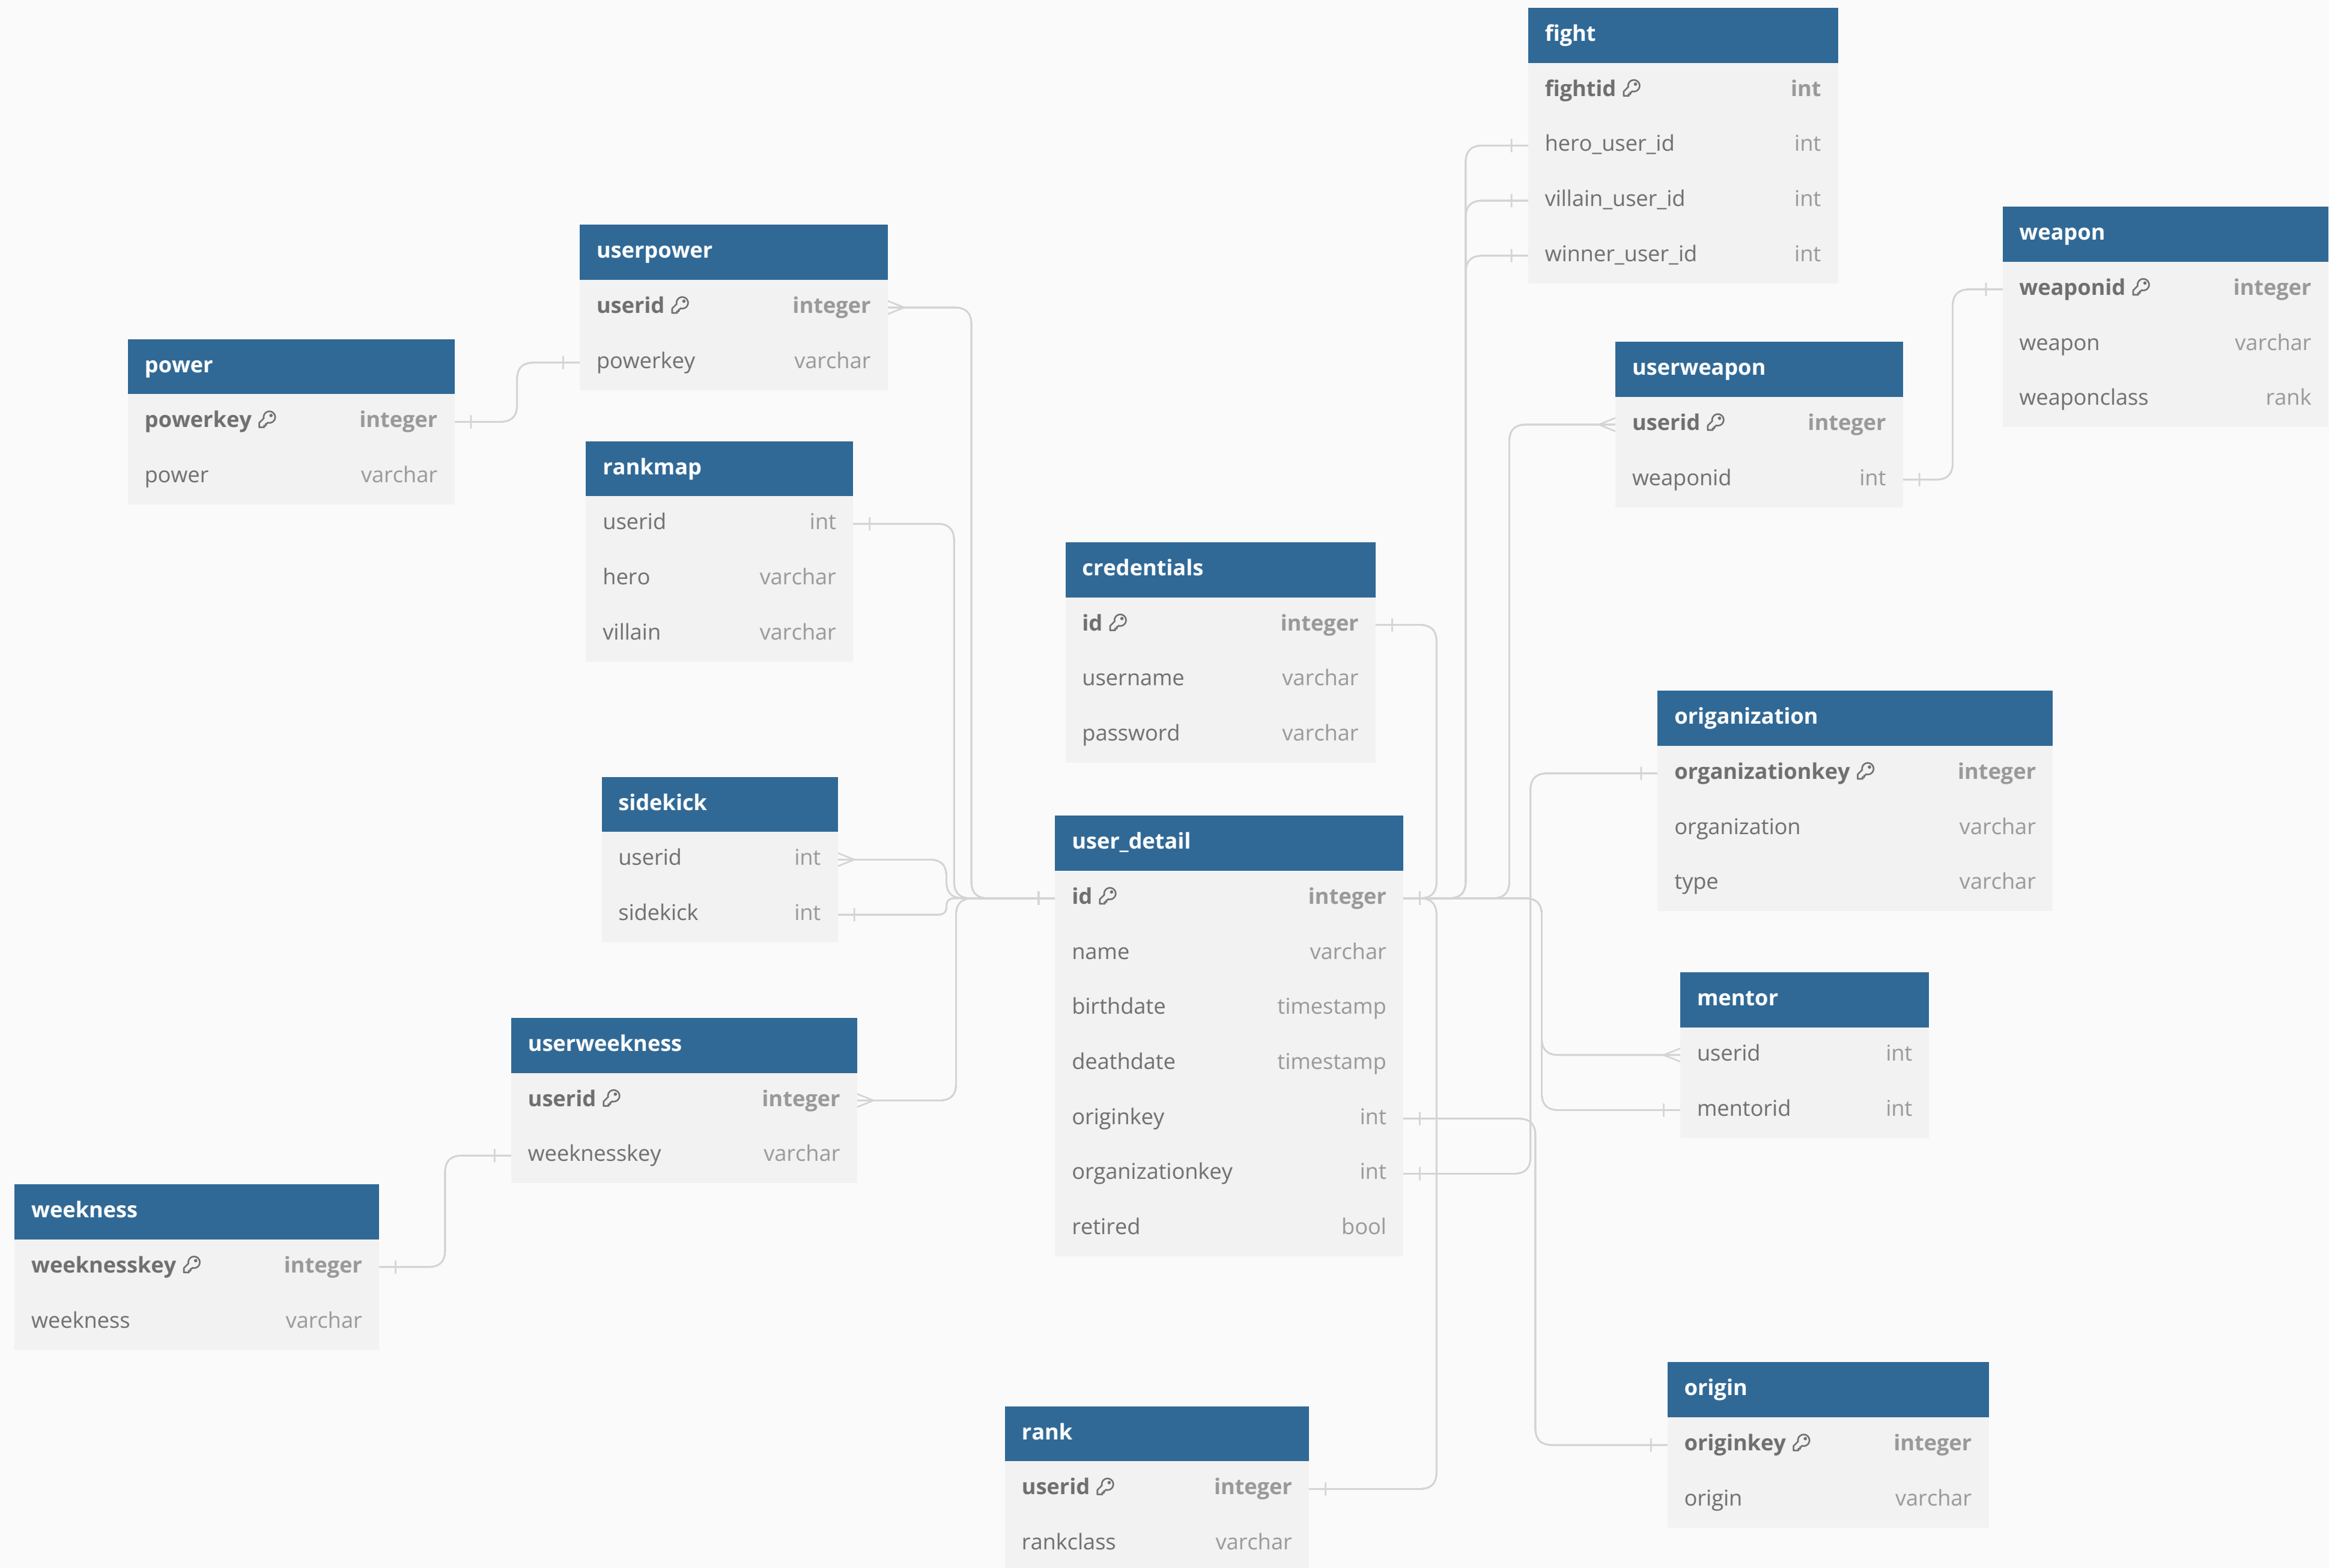 fight
fightid int
hero_user_id int
villain_user_id int
winner_user_id int
weapon
weaponid integer
weapon varchar
weaponclass rank
userpower
userid integer
powerkey varchar
power
powerkey integer
power varchar
userweapon
userid integer
weaponid int
rankmap
userid int
hero varchar
villain varchar
credentials
id integer
username varchar
password varchar
origanization
organizationkey integer
organization varchar
type varchar
sidekick
userid int
sidekick int
user_detail
id integer
name varchar
birthdate timestamp
deathdate timestamp
originkey int
organizationkey int
retired bool
mentor
userid int
mentorid int
userweekness
userid integer
weeknesskey varchar
weekness
weeknesskey integer
weekness varchar
origin
originkey integer
origin varchar
rank
userid integer
rankclass varchar